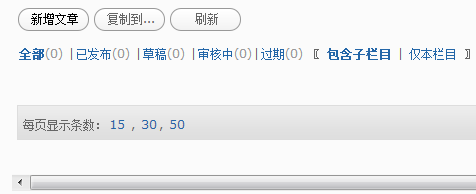 新增文章 复制到... 刷新
全部(0) |已发布(0) |草稿(0) |审核中(0) |过期(0) 〖 包含子栏目 | 仅本栏目 〗
每页显示条数: 15 , 30, 50